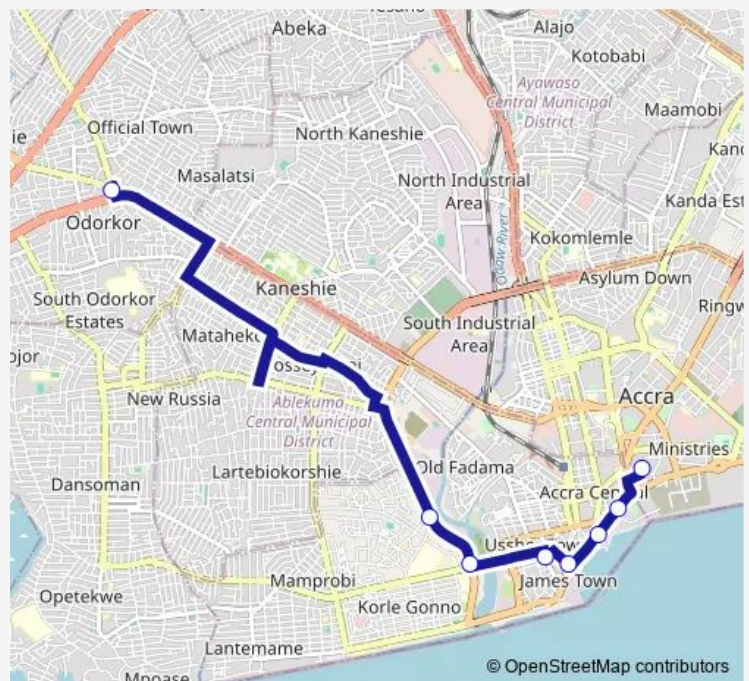 Abeka
Alajo
Kotobabi
Ayawaso
Central Municipal
District
Maamobi
Official Town
North Kaneshie
Masalatsi
North Industrial
Area
Odaw River
Kanda Est
Odorkor
Kokomlemle
Asylum Down
Kaneshie
South Odorkor
Estates
South Industrial
Area
Ringw
Matahek
New Russia
Ablekuma
Central Municipal
District
Accra
Ministries
Lartebiokorshie
Old Fadama
Dansoman
Accra Cen
James Town
Mamprobi
Opetekwe
Korle Gonno
Lantemame
© OpenStreetMap contributors